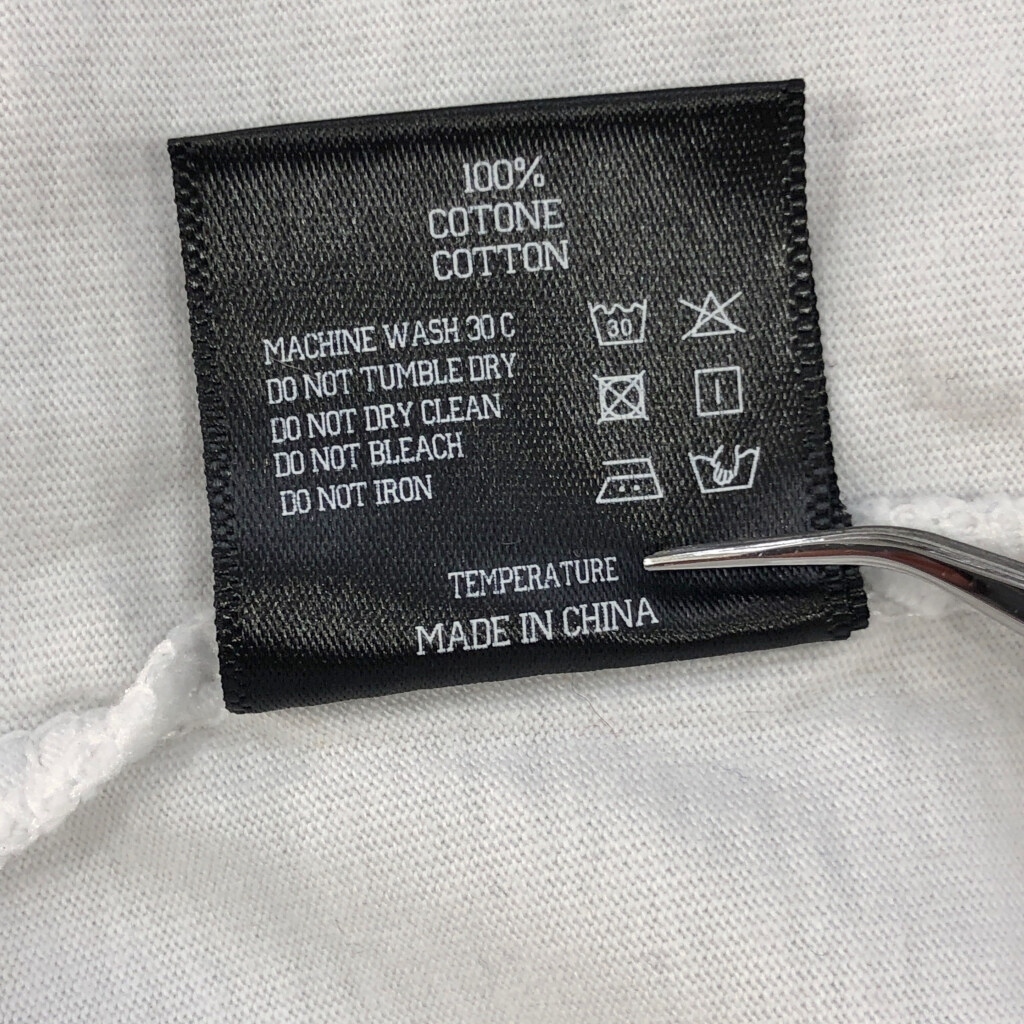 100%
COTONE
COTTON
MACHINE WASH 30 C
DO NOT TUMBLE DRY
DO NOT DRY CLEAN
DO NOT BLEACH
DO NOT IRON
30
TEMPERATURE
MADE IN CHINA